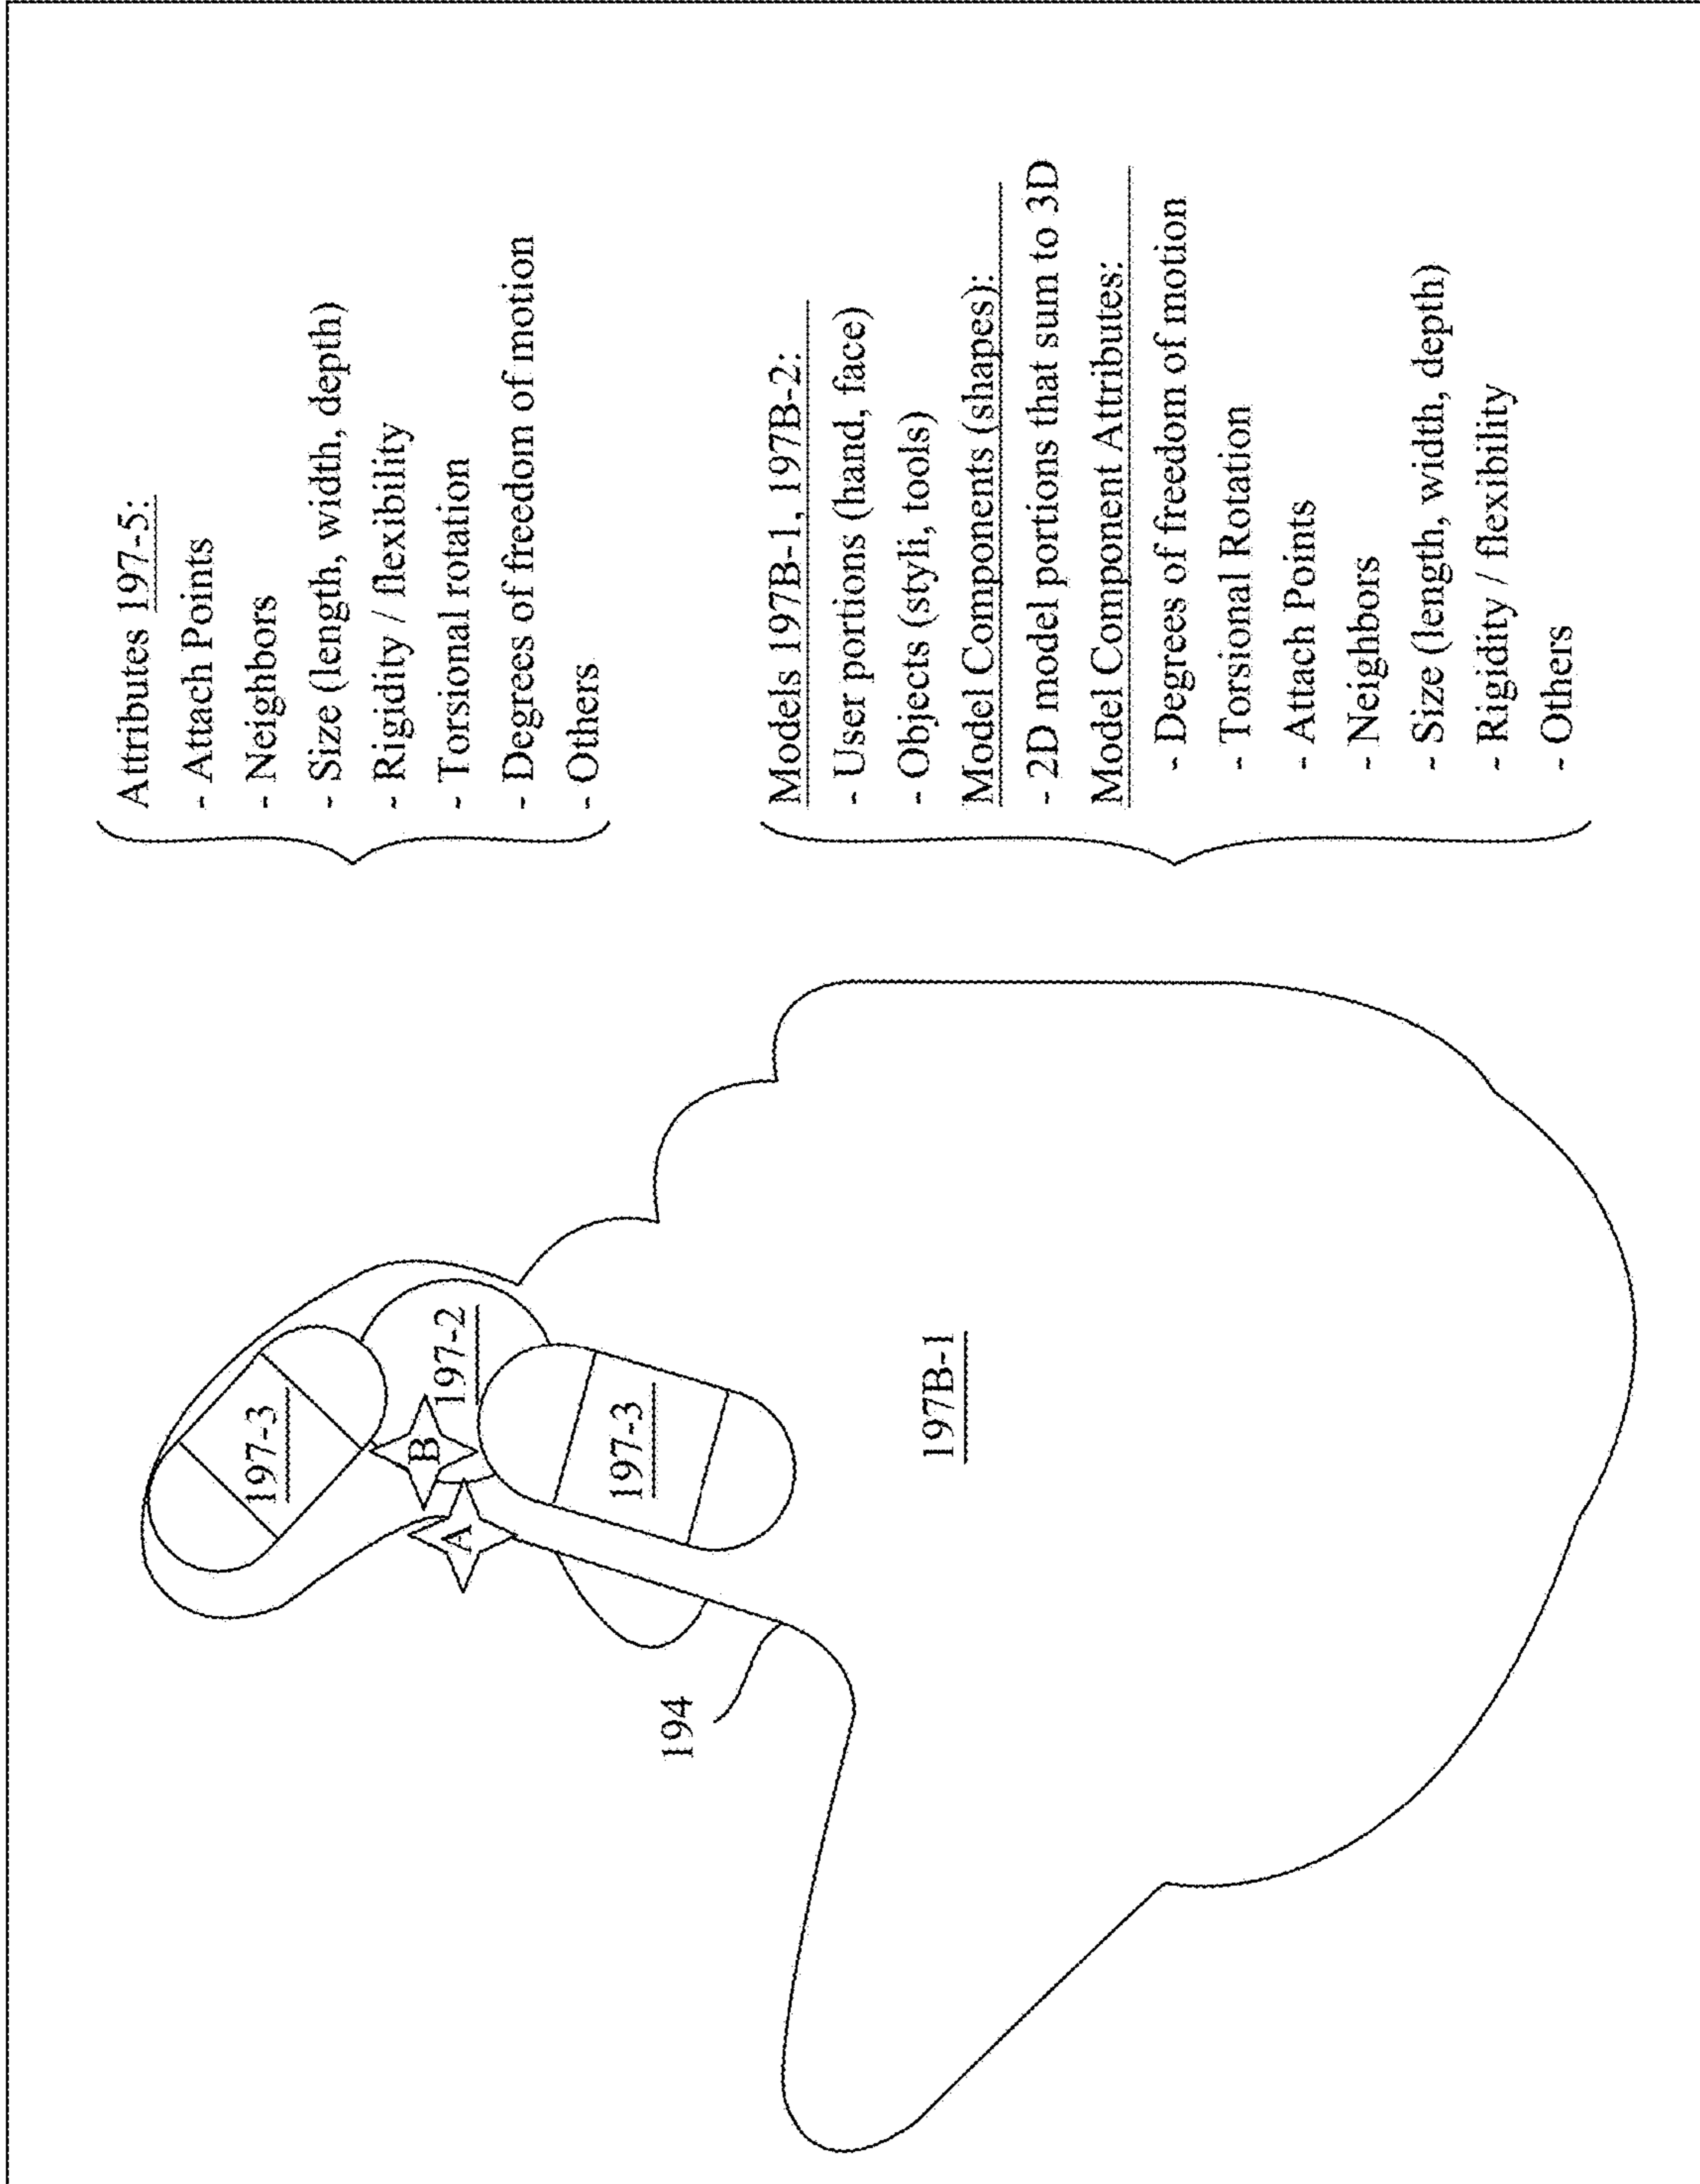 Attributes 197-5:
- Attach Points
- Neighbors
- Size (length, width, depth)
- Rigidity / flexibility
- Torsional rotation
- Degrees of freedom of motion
- Others
Models 197B-1, 197B-2:
- User portions (hand, face)
- Objects (styli, tools)
Model Components (shapes):
- 2D model portions that sum to 3D
Model Component Attributes:
- Degrees of freedom of motion
- Torsional Rotation
- Attach Points
- Neighbors
- Size (length, width, depth)
- Rigidity / flexibility
- Others
197-3
B
197-2
A
197-3
194
197B-1